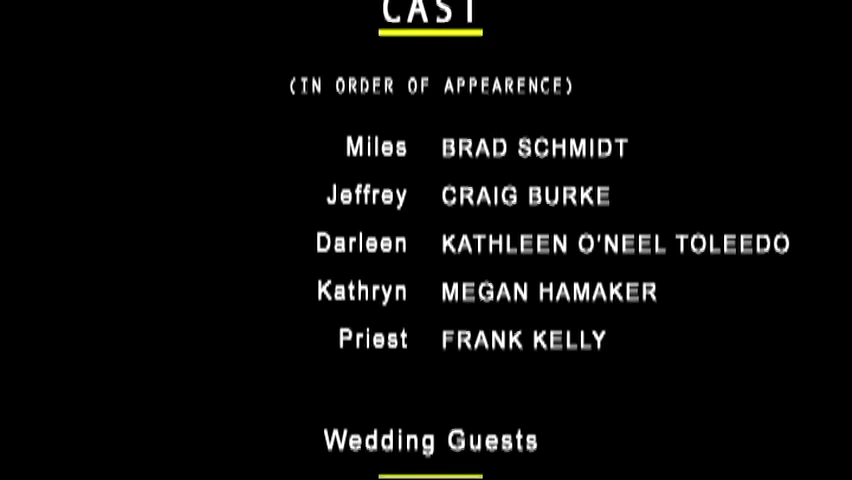 CAST
(IN ORDER OF APPEARENCE)
Miles BRAD SCHMIDT
Jeffrey CRAIG BURKE
Darleen KATHLEEN O'NEEL TOLEEDO
Kathryn MEGAN HAMAKER
Priest FRANK KELLY
Wedding Guests